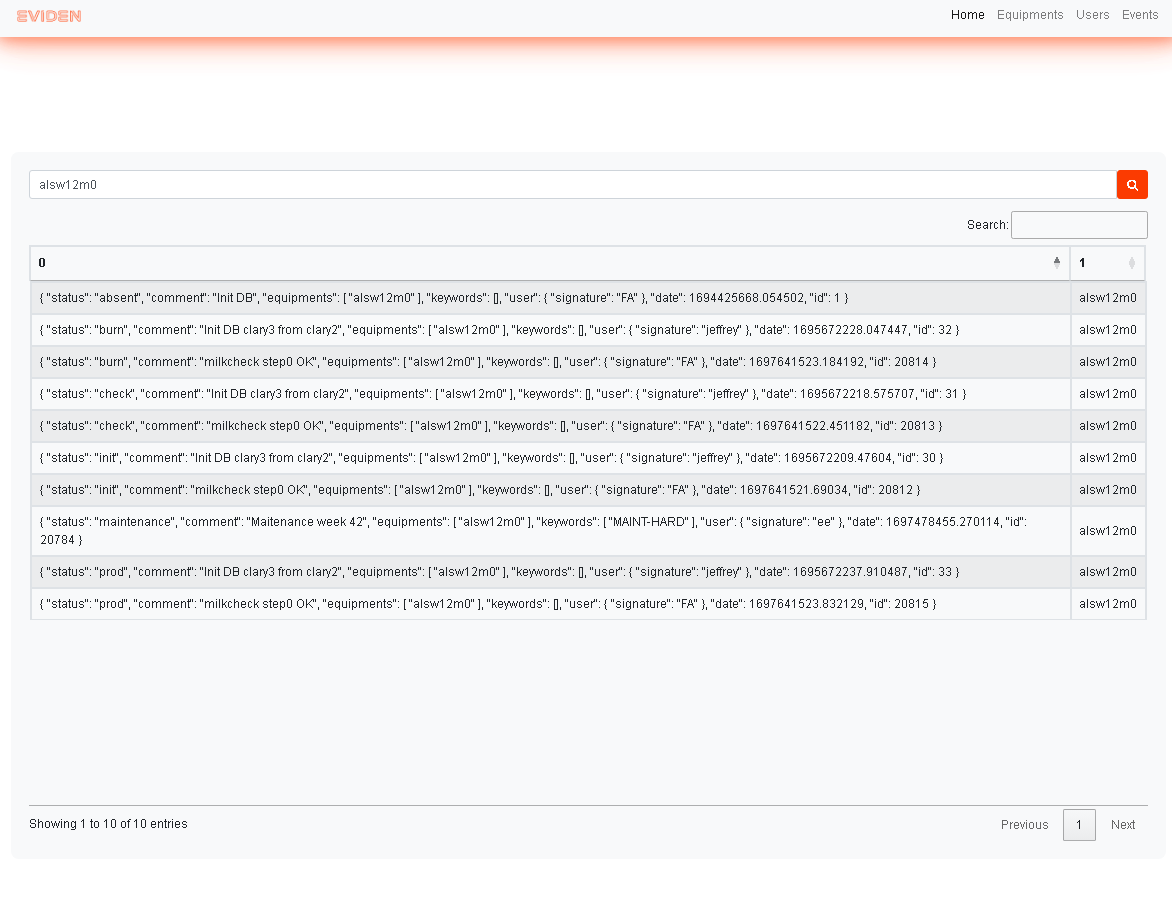 EVIDEN
Home Equipments Users Events
alsw12m0
Search:
0 1
{ "status": "absent", "comment": "Init DB", "equipments": [ "alsw12m0" ], "keywords": [], "user": { "signature": "FA" }, "date": 1694425668.054502, "id": 1 } alsw12m0
{ "status": "burn", "comment": "Init DB clary3 from clary2", "equipments": [ "alsw12m0" ], "keywords": [], "user": { "signature": "jeffrey" }, "date": 1695672228.047447, "id": 32 } alsw12m0
{ "status": "burn", "comment": "milkcheck step0 OK", "equipments": [ "alsw12m0" ], "keywords": [], "user": { "signature": "FA" }, "date": 1697641523.184192, "id": 20814 } alsw12m0
{ "status": "check", "comment": "Init DB clary3 from clary2", "equipments": [ "alsw12m0" ], "keywords": [], "user": { "signature": "jeffrey" }, "date": 1695672218.575707, "id": 31 } alsw12m0
{ "status": "check", "comment": "milkcheck step0 OK", "equipments": [ "alsw12m0" ], "keywords": [], "user": { "signature": "FA" }, "date": 1697641522.451182, "id": 20813 } alsw12m0
{ "status": "init", "comment": "Init DB clary3 from clary2", "equipments": [ "alsw12m0" ], "keywords": [], "user": { "signature": "jeffrey" }, "date": 1695672209.47604, "id": 30 } alsw12m0
{ "status": "init", "comment": "milkcheck step0 OK", "equipments": [ "alsw12m0" ], "keywords": [], "user": { "signature": "FA" }, "date": 1697641521.69034, "id": 20812 } alsw12m0
{ "status": "maintenance", "comment": "Maitenance week 42", "equipments": [ "alsw12m0" ], "keywords": [ "MAINT-HARD" ], "user": { "signature": "ee" }, "date": 1697478455.270114, "id":
20784 } alsw12m0
{ "status": "prod", "comment": "Init DB clary3 from clary2", "equipments": [ "alsw12m0" ], "keywords": [], "user": { "signature": "jeffrey" }, "date": 1695672237.910487, "id": 33 } alsw12m0
{ "status": "prod", "comment": "milkcheck step0 OK", "equipments": [ "alsw12m0" ], "keywords": [], "user": { "signature": "FA" }, "date": 1697641523.832129, "id": 20815 } alsw12m0
Showing 1 to 10 of 10 entries Previous 1 Next